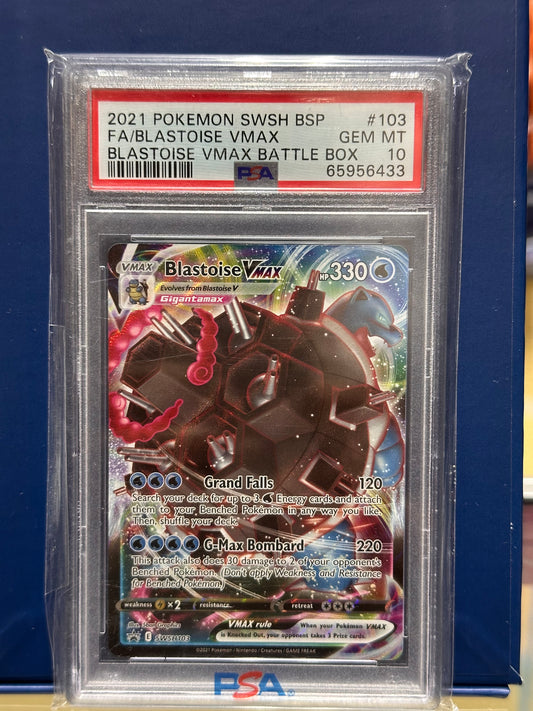 2021 POKEMON SWSH BSP #103
FA/BLASTOISE VMAX GEM MT
BLASTOISE VMAX BATTLE BOX 10
PSA 65956433
VMAX Blastoise VMAX HP 330
Evolves from Blastoise V
Gigantamax
Grand Falls 120
Search your deck for up to 3 Energy cards and attach
them to your Benched Pokémon in any way you like.
Then, shuffle your deck.
G-Max Bombard 220
This attack also does 30 damage to 2 of your opponent's
Benched Pokémon. (Don't apply Weakness and Resistance
for Benched Pokémon.)
weakness ×2 resistance retreat
Illus. 5ban Graphics
VMAX rule When your Pokémon VMAX
is Knocked Out, your opponent takes 3 Prize cards.
E SWSH103
©2021 Pokémon / Nintendo / Creatures / GAME FREAK
PSA